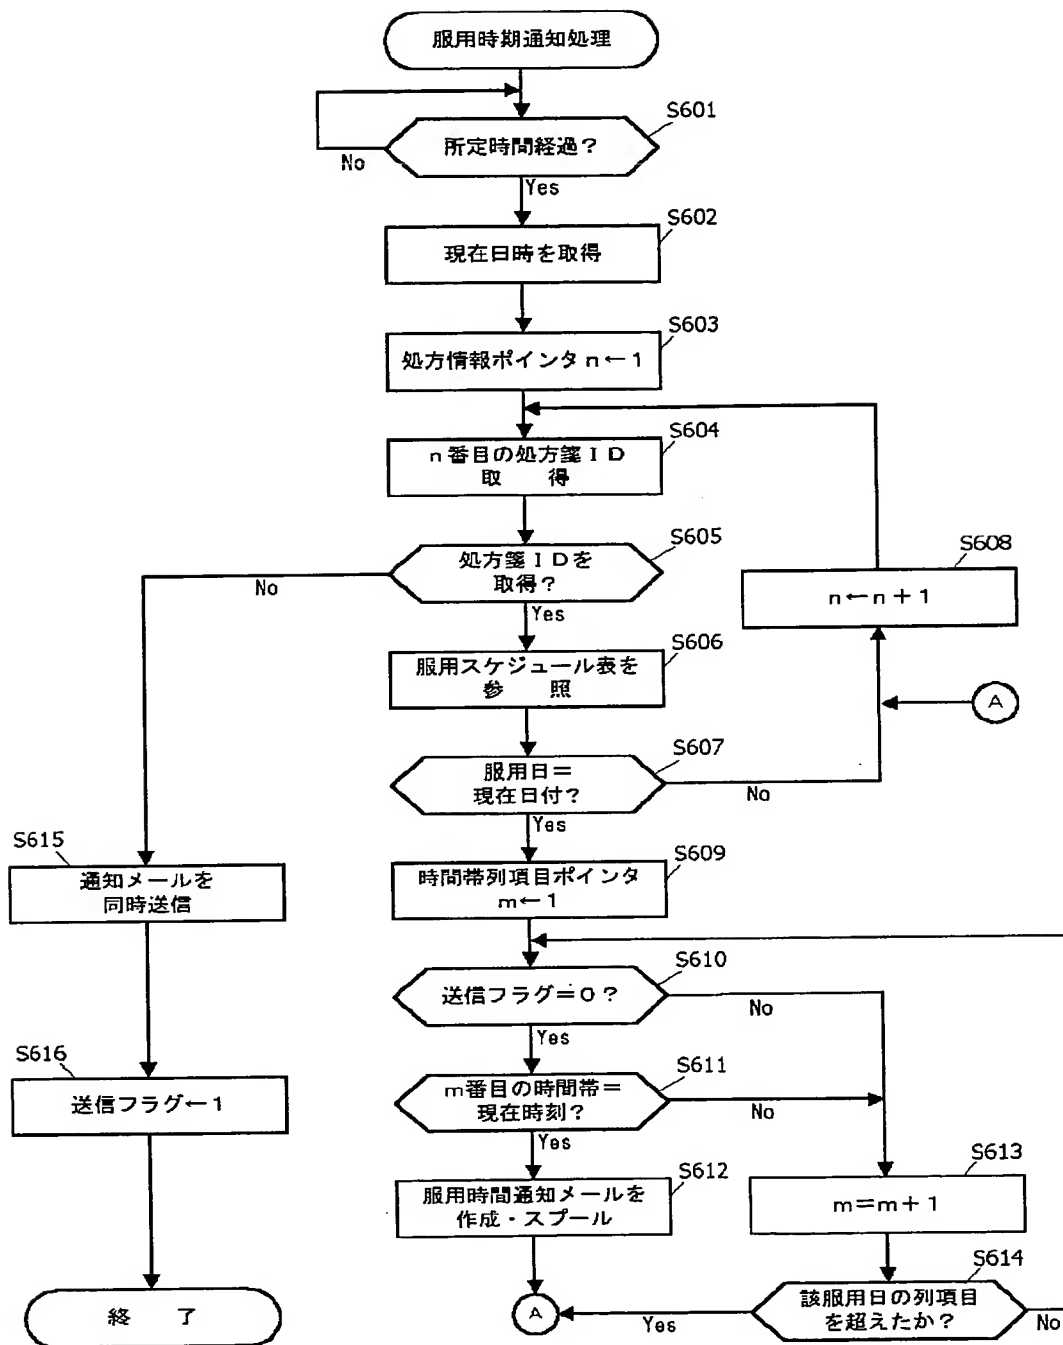 服用時期通知処理
S601
所定時間経過?
No
Yes
S602
現在日時を取得
S603
処方情報ポインタn←1
S604
n番目の処方箋ID
取 得
S605
処方箋IDを
取得?
No
Yes
S608
n←n+1
S606
服用スケジュール表を
参 照
A
S607
服用日=
現在日付?
No
Yes
S615
通知メールを
同時送信
S609
時間帯列項目ポインタ
m←1
S610
送信フラグ=0?
No
Yes
S616
送信フラグ←1
S611
m番目の時間帯=
現在時刻?
No
Yes
S612
服用時間通知メールを
作成・スプール
S613
m=m+1
S614
該服用日の列項目
を超えたか?
Yes
No
A
終 了